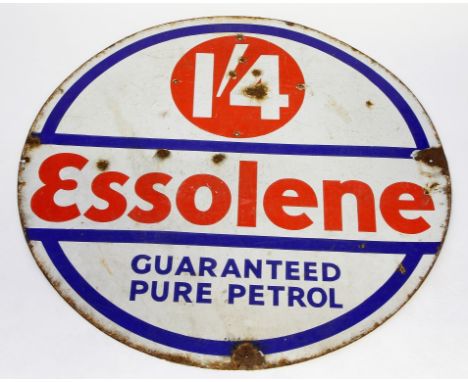 1/4
Essolene
GUARANTEED
PURE PETROL